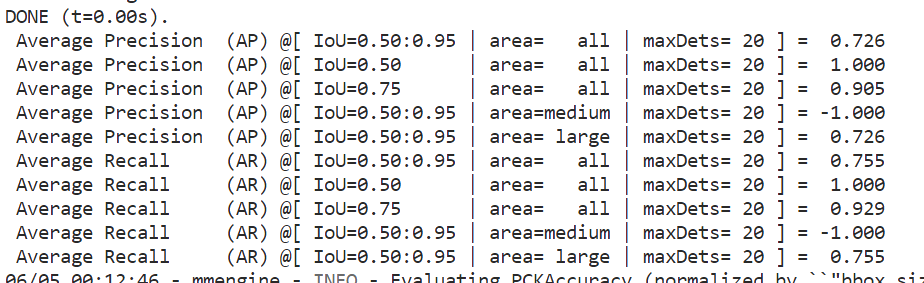 DONE (t=0.00s).
Average Precision  (AP) @[ IoU=0.50:0.95 | area=   all | maxDets= 20 ] =  0.726
Average Precision  (AP) @[ IoU=0.50      | area=   all | maxDets= 20 ] =  1.000
Average Precision  (AP) @[ IoU=0.75      | area=   all | maxDets= 20 ] =  0.905
Average Precision  (AP) @[ IoU=0.50:0.95 | area=medium | maxDets= 20 ] = -1.000
Average Precision  (AP) @[ IoU=0.50:0.95 | area= large | maxDets= 20 ] =  0.726
Average Recall     (AR) @[ IoU=0.50:0.95 | area=   all | maxDets= 20 ] =  0.755
Average Recall     (AR) @[ IoU=0.50      | area=   all | maxDets= 20 ] =  1.000
Average Recall     (AR) @[ IoU=0.75      | area=   all | maxDets= 20 ] =  0.929
Average Recall     (AR) @[ IoU=0.50:0.95 | area=medium | maxDets= 20 ] = -1.000
Average Recall     (AR) @[ IoU=0.50:0.95 | area= large | maxDets= 20 ] =  0.755
06/05 00:12:46 - mmengine - INFO - Evaluating PCKAccuracy (normalized by ``"bbox_siz